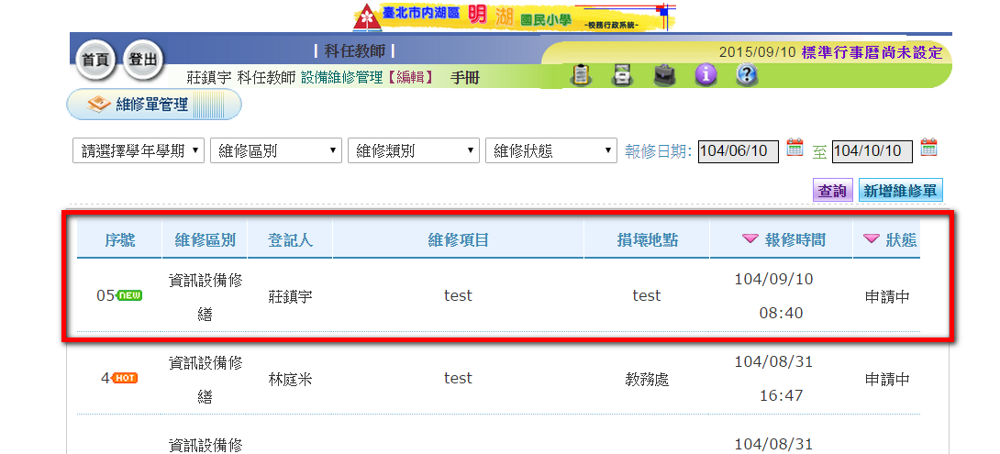 臺北市內湖區 明 湖 國民小學 -校務行政系統-
首頁 登出 | 科任教師 | 2015/09/10 標準行事曆尚未設定
莊鎮宇 科任教師 設備維修管理【編輯】 手冊
維修單管理
請選擇學年學期 維修區別 維修類別 維修狀態 報修日期: 104/06/10 至 104/10/10
查詢 新增維修單
序號 維修區別 登記人 維修項目 損壞地點 報修時間 狀態
05 NEW 資訊設備修繕 莊鎮宇 test test 104/09/10 08:40 申請中
4 HOT 資訊設備修繕 林庭米 test 教務處 104/08/31 16:47 申請中
資訊設備修 104/08/31